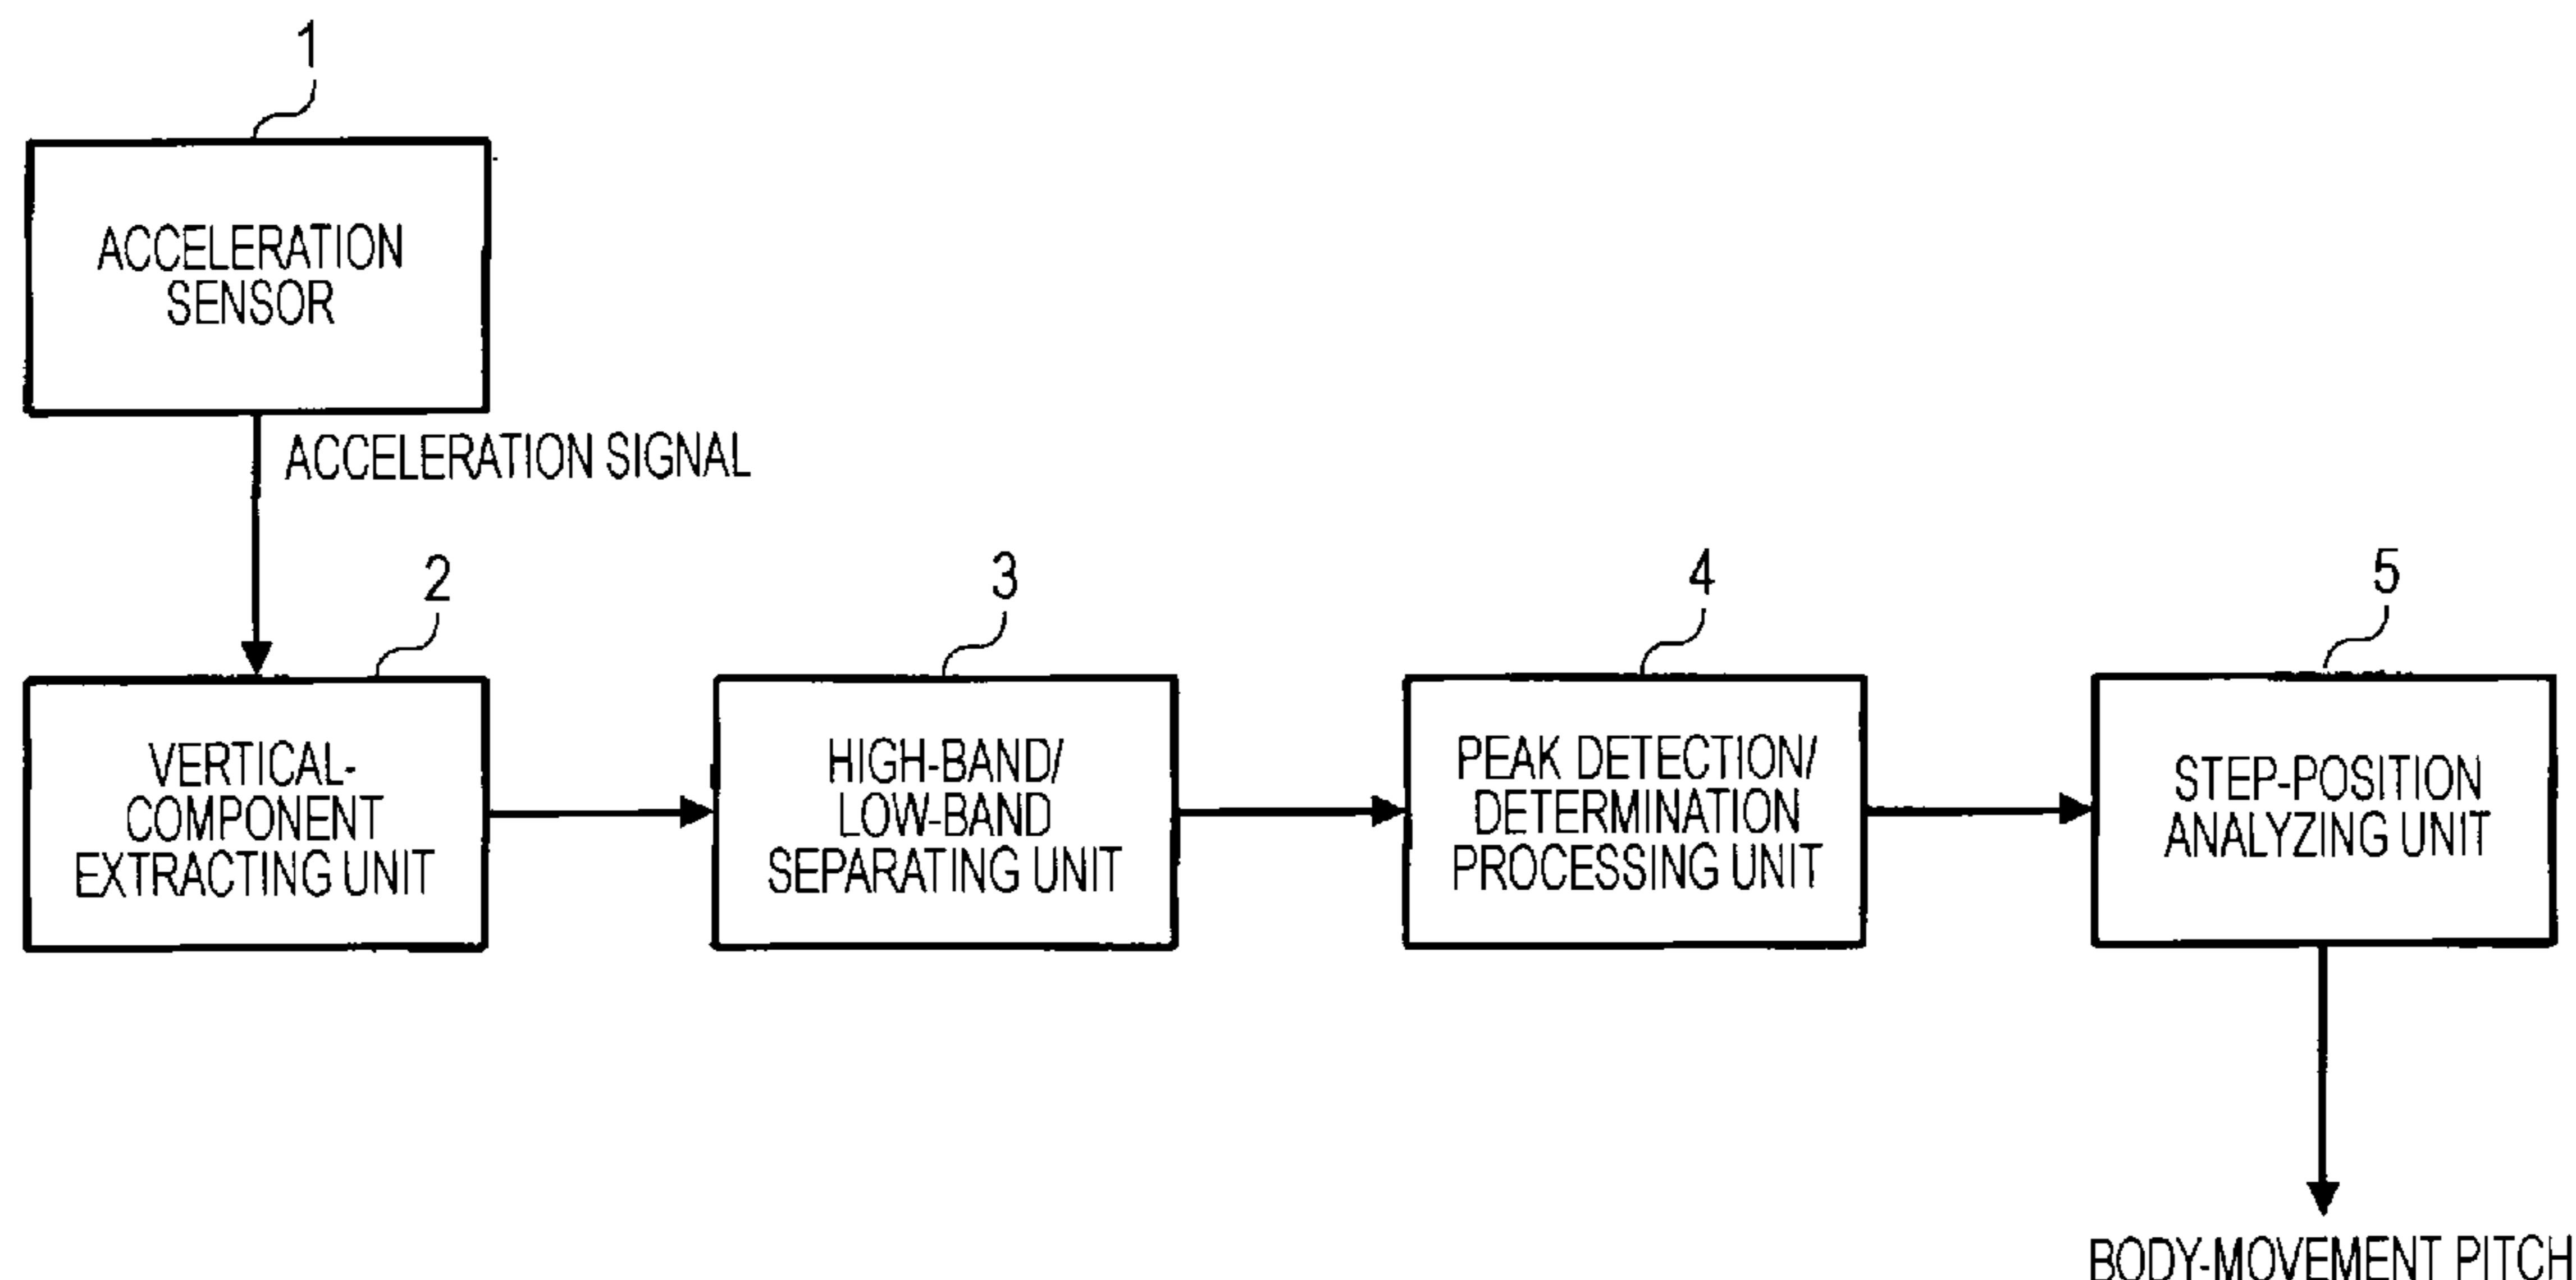 1
ACCELERATION
SENSOR
ACCELERATION SIGNAL
2
3
4
5
VERTICAL-
COMPONENT
EXTRACTING UNIT
HIGH-BAND/
LOW-BAND
SEPARATING UNIT
PEAK DETECTION/
DETERMINATION
PROCESSING UNIT
STEP-POSITION
ANALYZING UNIT
BODY-MOVEMENT PITCH